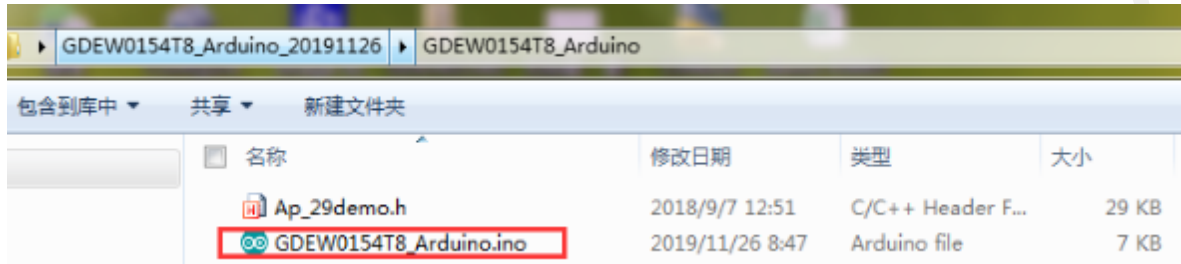 GDEW0154T8_Arduino_20191126 GDEW0154T8_Arduino
包含到库中 共享 新建文件夹
名称 修改日期 类型 大小
Ap_29demo.h 2018/9/7 12:51 C/C++ Header F... 29 KB
GDEW0154T8_Arduino.ino 2019/11/26 8:47 Arduino file 7 KB